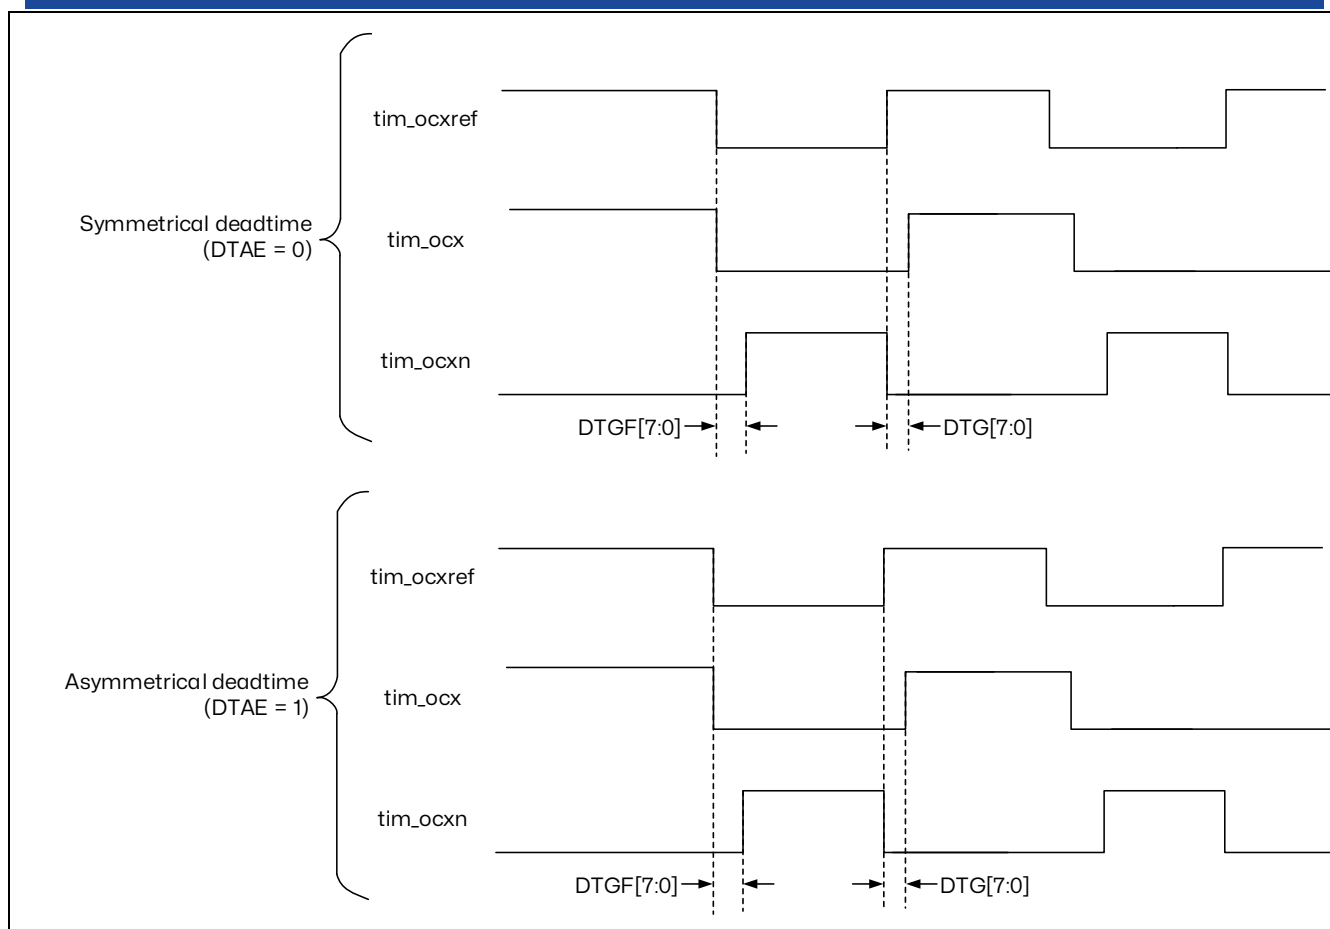 tim_ocxref
Symmetrical deadtime
(DTAE = 0)
tim_ocx
tim_ocxn
DTGF[7:0]
DTG[7:0]
tim_ocxref
Asymmetrical deadtime
(DTAE = 1)
tim_ocx
tim_ocxn
DTGF[7:0]
DTG[7:0]